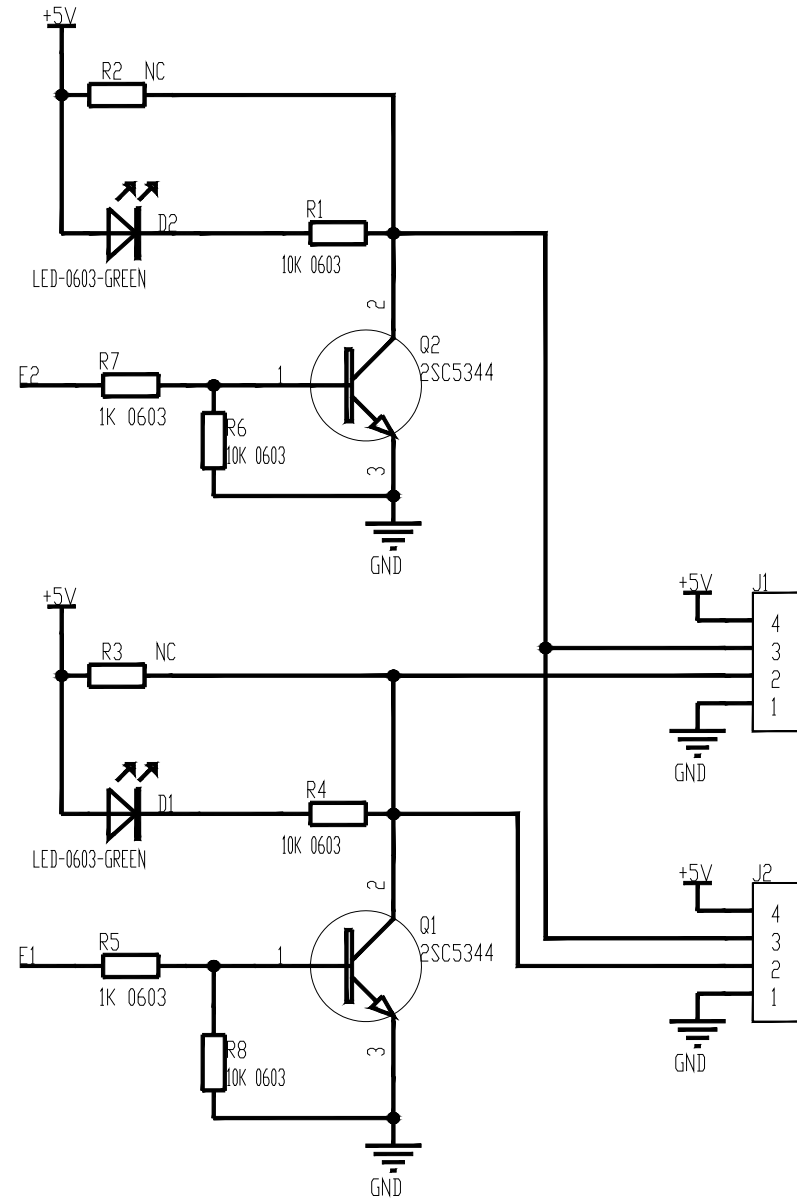 +5V
R2 NC
D2
R1
LED-0603-GREEN
10K 0603
2
Q2
2SC5344
R7
1
1K 0603
R6
10K 0603
3
GND
+5V
R3 NC
+5V
J1
4
3
2
1
GND
D1
R4
LED-0603-GREEN
10K 0603
2
Q1
2SC5344
R5
1
1K 0603
R8
10K 0603
3
GND
+5V
J2
4
3
2
1
GND